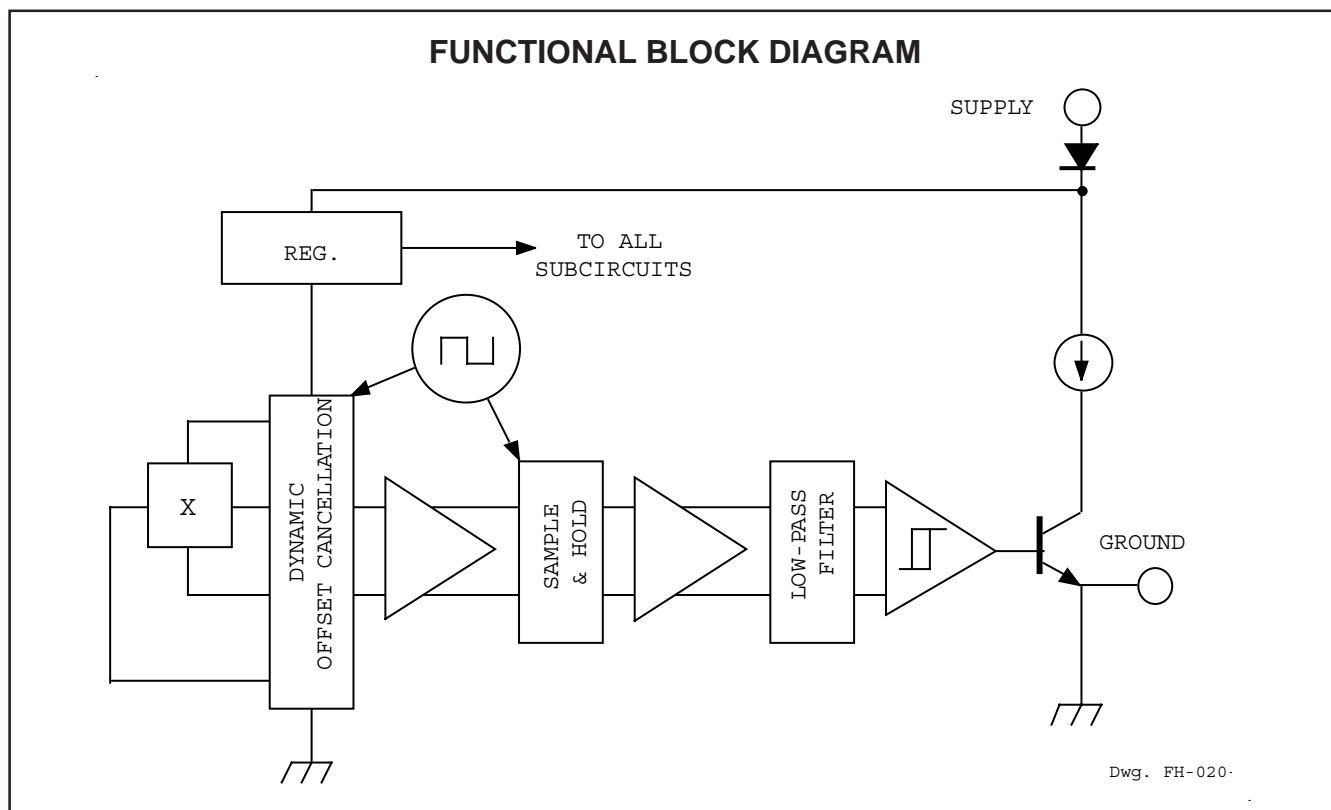 FUNCTIONAL BLOCK DIAGRAM
SUPPLY
REG.
TO ALL
SUBCIRCUITS
X
DYNAMIC
OFFSET CANCELLATION
SAMPLE
& HOLD
LOW-PASS
FILTER
GROUND
Dwg. FH-020-